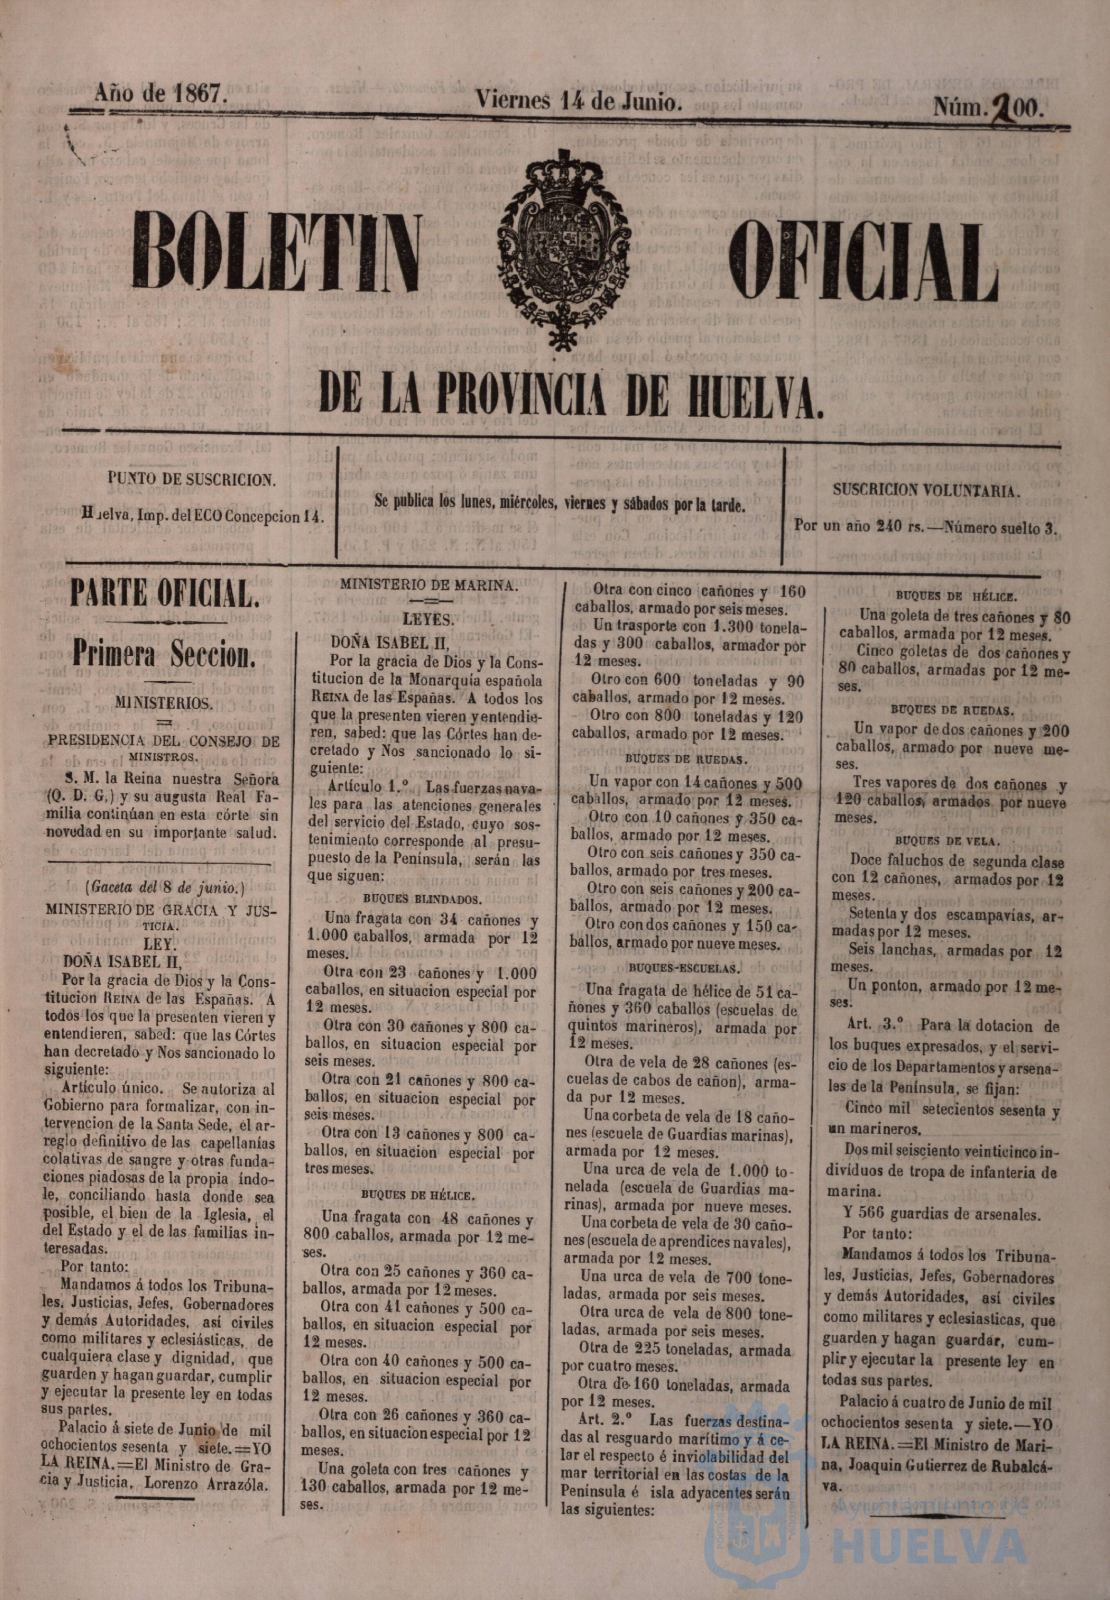 Año de 1867.
Viernes 14 de Junio.
Núm. 200.
BOLETIN OFICIAL
DE LA PROVINCIA DE HUELVA.
PUNTO DE SUSCRICION.
Huelva, Imp. del ECO Concepcion 14.
Se publica los lunes, miércoles, viernes y sábados por la tarde.
SUSCRICION VOLUNTARIA.
Por un año 240 rs.—Número suelto 3.
PARTE OFICIAL.
Primera Seccion.
MINISTERIOS.
PRESIDENCIA DEL CONSEJO DE
MINISTROS.
S. M. la Reina nuestra Señora
(Q. D. G.) y su augusta Real Fa-
milia continúan en esta córte sin
novedad en su importante salud.
(Gaceta del 8 de junio.)
MINISTERIO DE GRACIA Y JUS-
TICIA.
LEY.
DOÑA ISABEL II,
Por la gracia de Dios y la Cons-
titucion REINA de las Españas. A
todos los que la presenten vieren y
entendieren, sabed: que las Córtes
han decretado y Nos sancionado lo
siguiente:
Artículo único. Se autoriza al
Gobierno para formalizar, con in-
tervencion de la Santa Sede, el ar-
reglo definitivo de las capellanías
colativas de sangre y otras funda-
ciones piadosas de la propia índo-
le, conciliando hasta donde sea
posible, el bien de la Iglesia, el
del Estado y el de las familias in-
teresadas.
Por tanto:
Mandamos á todos los Tribuna-
les, Justicias, Jefes, Gobernadores
y demás Autoridades, así civiles
como militares y eclesiásticas, de
cualquiera clase y dignidad, que
guarden y hagan guardar, cumplir
y ejecutar la presente ley en todas
sus partes.
Palacio á siete de Junio de mil
ochocientos sesenta y siete.=YO
LA REINA.=El Ministro de Gra-
cia y Justicia, Lorenzo Arrazóla.
MINISTERIO DE MARINA.
LEYES.
DOÑA ISABEL II,
Por la gracia de Dios y la Cons-
titucion de la Monarquía española
REINA de las Españas. A todos los
que la presenten vieren y entendie-
ren, sabed: que las Córtes han de-
cretado y Nos sancionado lo si-
guiente:
Artículo 1.º Las fuerzas nava-
les para las atenciones generales
del servicio del Estado, cuyo sos-
tenimiento corresponde al presu-
puesto de la Península, serán las
que siguen:
BUQUES BLINDADOS.
Una fragata con 34 cañones y
1.000 caballos, armada por 12
meses.
Otra con 23 cañones y 1.000
caballos, en situacion especial por
12 meses.
Otra con 30 cañones y 800 ca-
ballos, en situacion especial por
seis meses.
Otra con 21 cañones y 800 ca-
ballos, en situacion especial por
seis meses.
Otra con 13 cañones y 800 ca-
ballos, en situacion especial por
tres meses.
BUQUES DE HÉLICE.
Una fragata con 48 cañones y
800 caballos, armada por 12 me-
ses.
Otra con 25 cañones y 360 ca-
ballos, armada por 12 meses.
Otra con 41 cañones y 500 ca-
ballos, en situacion especial por
12 meses.
Otra con 40 cañones y 500 ca-
ballos, en situacion especial por
12 meses.
Otra con 26 cañones y 360 ca-
ballos, en situacion especial por 12
meses.
Una goleta con tres cañones y
130 caballos, armada por 12 me-
ses.
Otra con cinco cañones y 160
caballos, armado por seis meses.
Un trasporte con 1.300 tonela-
das y 300 caballos, armador por
12 meses.
Otro con 600 toneladas y 90
caballos, armado por 12 meses.
Otro con 800 toneladas y 120
caballos, armado por 12 meses.
BUQUES DE RUEDAS.
Un vapor con 14 cañones y 500
caballos, armado por 12 meses.
Otro con 10 cañones y 350 ca-
ballos, armado por 12 meses.
Otro con seis cañones y 350 ca-
ballos, armado por tres meses.
Otro con seis cañones y 200 ca-
ballos, armado por 12 meses.
Otro con dos cañones y 150 ca-
ballos, armado por nueve meses.
BUQUES-ESCUELAS.
Una fragata de hélice de 51 ca-
ñones y 360 caballos (escuelas de
quintos marineros), armada por
12 meses.
Otra de vela de 28 cañones (es-
cuelas de cabos de cañon), arma-
da por 12 meses.
Una corbeta de vela de 18 caño-
nes (escuela de Guardias marinas),
armada por 12 meses.
Una urca de vela de 1.000 to-
nelada (escuela de Guardias ma-
rinas), armada por nueve meses.
Una corbeta de vela de 30 caño-
nes (escuela de aprendices navales),
armada por 12 meses.
Una urca de vela de 700 tone-
ladas, armada por seis meses.
Otra urca de vela de 800 tone-
ladas, armada por seis meses.
Otra de 225 toneladas, armada
por cuatro meses.
Otra de 160 toneladas, armada
por 12 meses.
Art. 2.º Las fuerzas destina-
das al resguardo marítimo y á ce-
lar el respecto é inviolabilidad del
mar territorial en las costas de la
Península é isla adyacentes serán
las siguientes:
BUQUES DE HÉLICE.
Una goleta de tres cañones y 80
caballos, armada por 12 meses.
Cinco goletas de dos cañones y
80 caballos, armadas por 12 me-
ses.
BUQUES DE RUEDAS.
Un vapor de dos cañones y 200
caballos, armado por nueve me-
ses.
Tres vapores de dos cañones y
120 caballos, armados por nueve
meses.
BUQUES DE VELA.
Doce faluchos de segunda clase
con 12 cañones, armados por 12
meses.
Setenta y dos escampavías, ar-
madas por 12 meses.
Seis lanchas, armadas por 12
meses.
Un ponton, armado por 12 me-
ses.
Art. 3.º Para la dotacion de
los buques expresados, y el servi-
cio de los Departamentos y arsena-
les de la Península, se fijan:
Cinco mil setecientos sesenta y
un marineros.
Dos mil seisciento veinticinco in-
divíduos de tropa de infanteria de
marina.
Y 566 guardias de arsenales.
Por tanto:
Mandamos á todos los Tribuna-
les, Justicias, Jefes, Gobernadores
y demás Autoridades, así civiles
como militares y eclesiasticas, que
guarden y hagan guardar, cum-
plir y ejecutar la presente ley en
todas sus partes.
Palacio á cuatro de Junio de mil
ochocientos sesenta y siete.—YO
LA REINA.=El Ministro de Mari-
na, Joaquin Gutierrez de Rubalcá-
va.
Ayuntamiento de
HUELVA